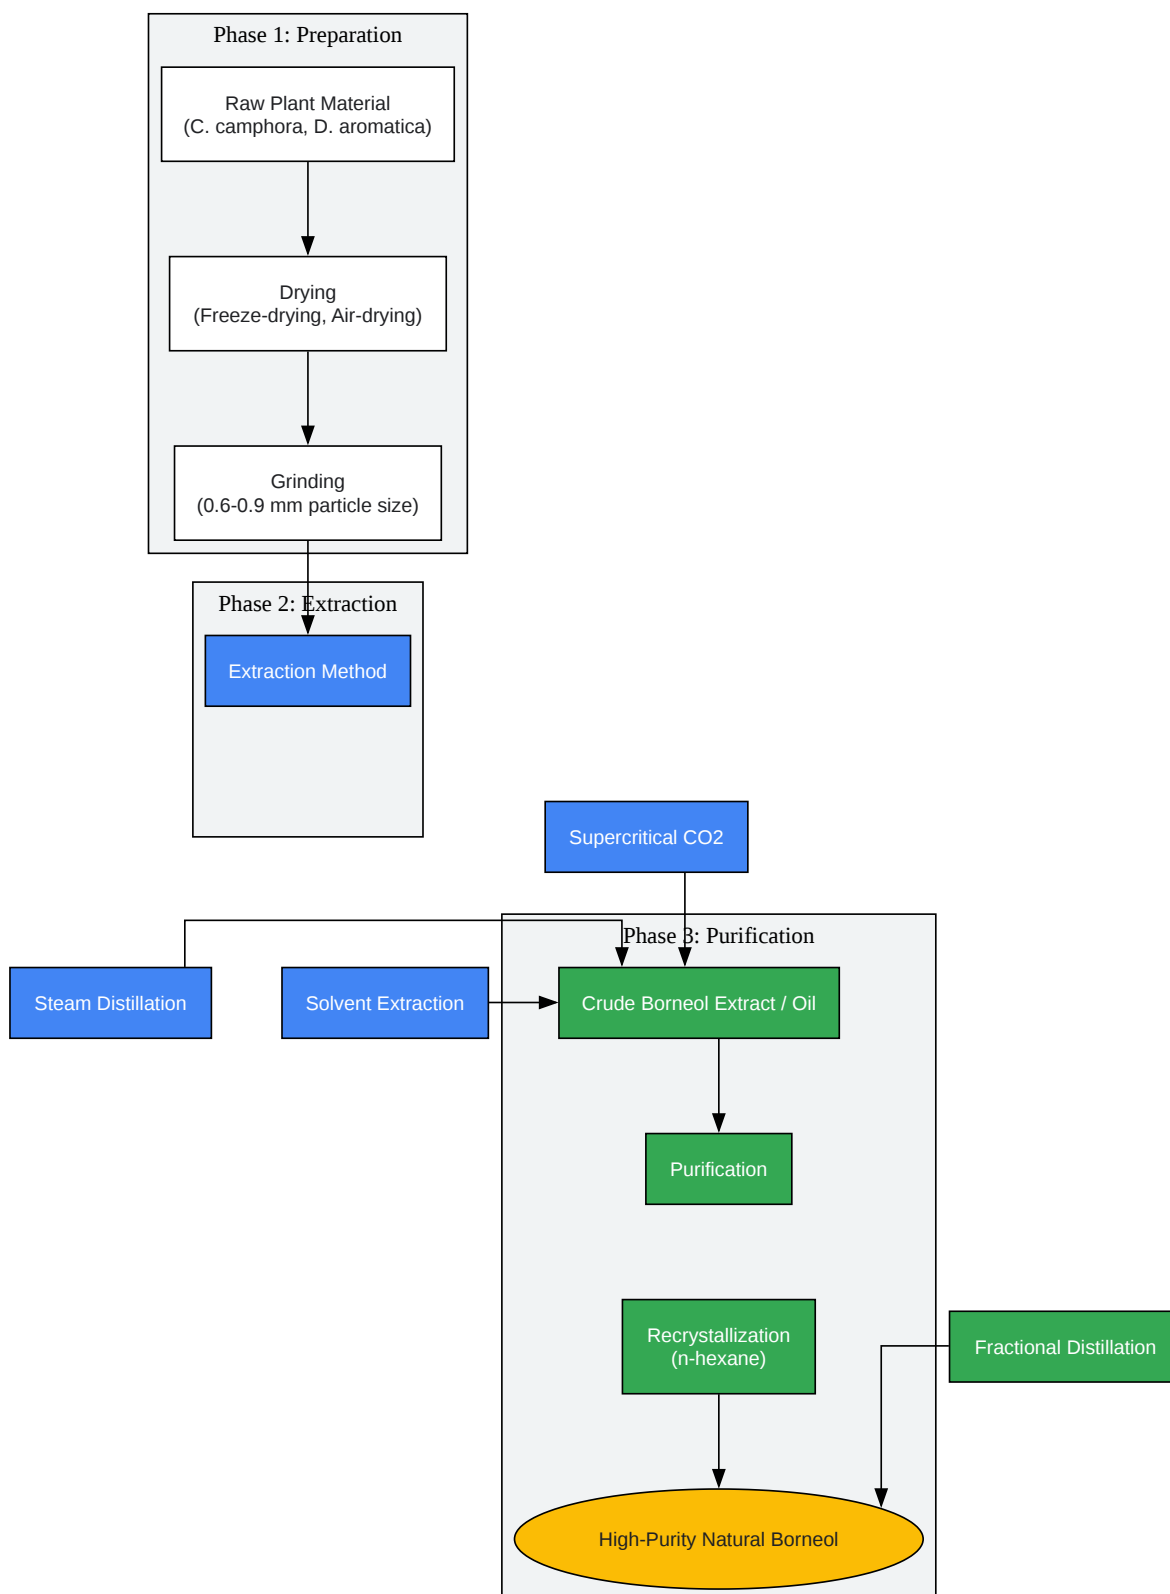 Phase 1: Preparation
Raw Plant Material
(C. camphora, D. aromatica)
Drying
(Freeze-drying, Air-drying)
Grinding
(0.6-0.9 mm particle size)
Phase 2: Extraction
Extraction Method
Supercritical CO2
Phase 3: Purification
Steam Distillation
Solvent Extraction
Crude Borneol Extract / Oil
Purification
Recrystallization
(n-hexane)
Fractional Distillation
High-Purity Natural Borneol